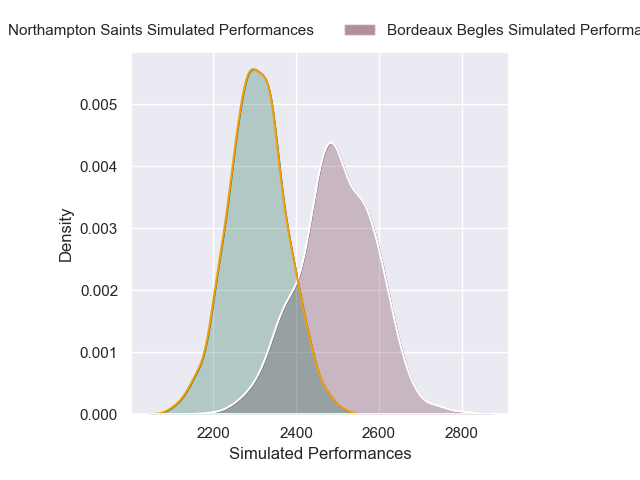 Northampton Saints Simulated Performances
Bordeaux Begles Simulated Performa
0.005
0.004
0.003
0.002
0.001
0.000
Density
2200 2400 2600 2800
Simulated Performances